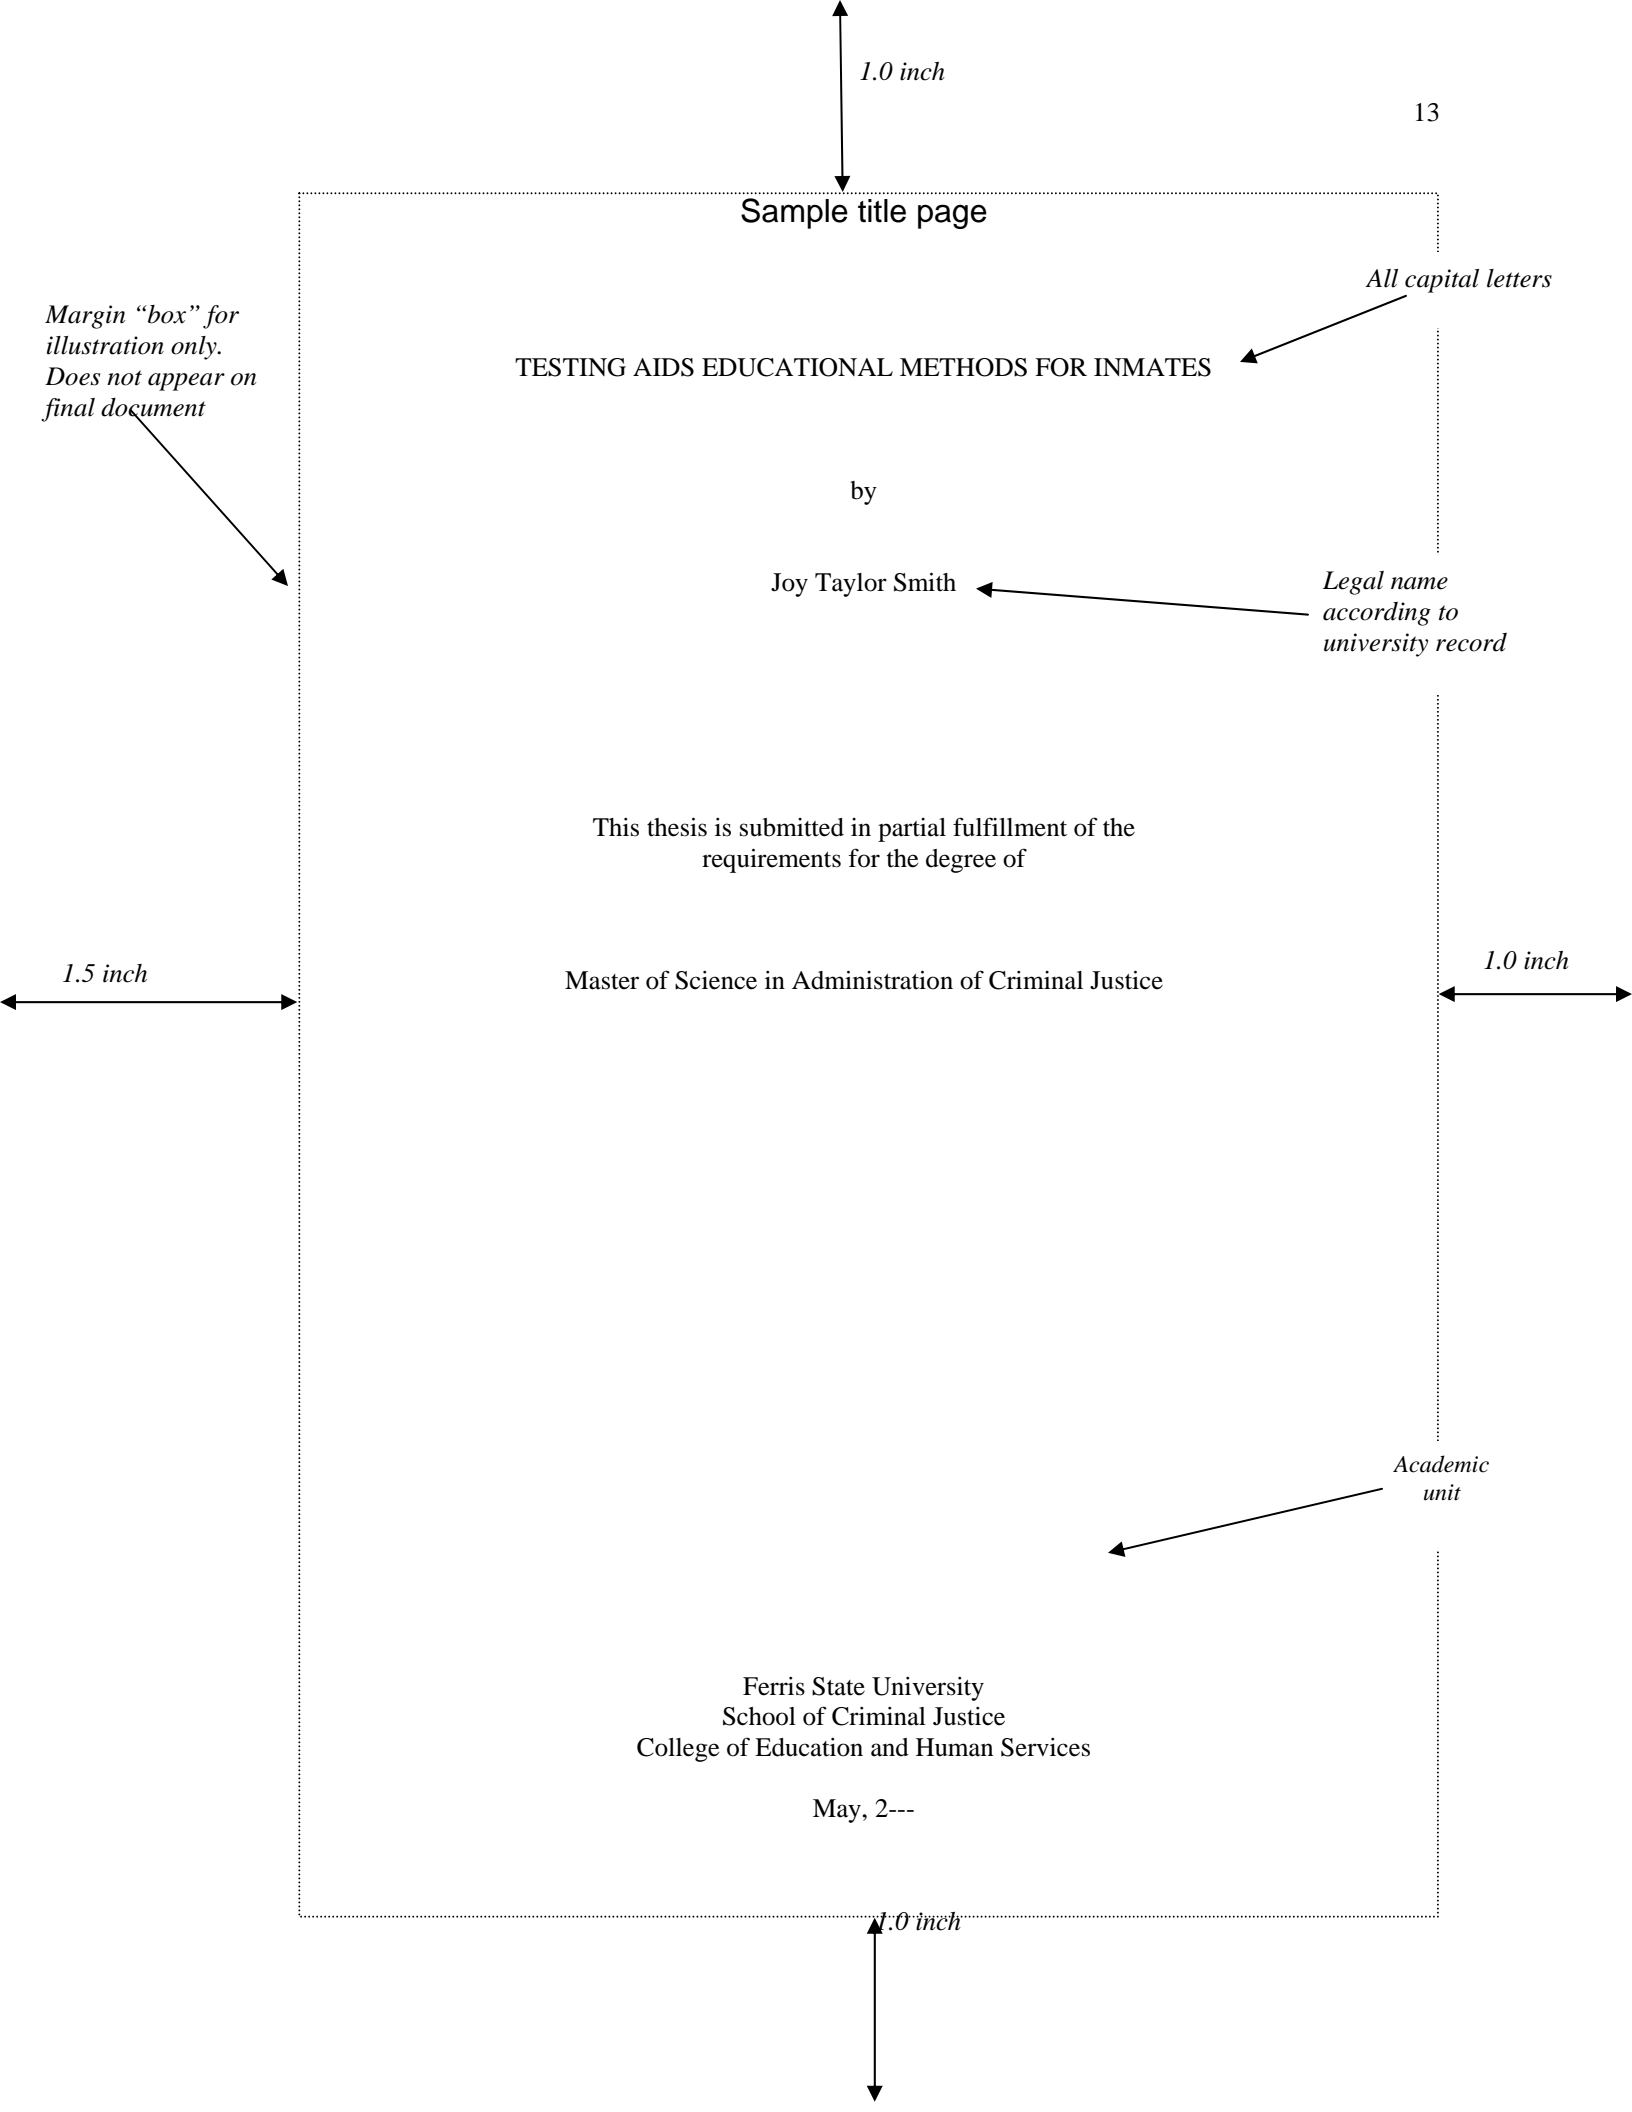 1.0 inch
13
Sample title page
All capital letters
Margin “box” for
illustration only.
Does not appear on
final document
TESTING AIDS EDUCATIONAL METHODS FOR INMATES
by
Joy Taylor Smith
Legal name
according to
university record
This thesis is submitted in partial fulfillment of the
requirements for the degree of
1.5 inch
Master of Science in Administration of Criminal Justice
1.0 inch
Academic
unit
Ferris State University
School of Criminal Justice
College of Education and Human Services
May, 2---
1.0 inch